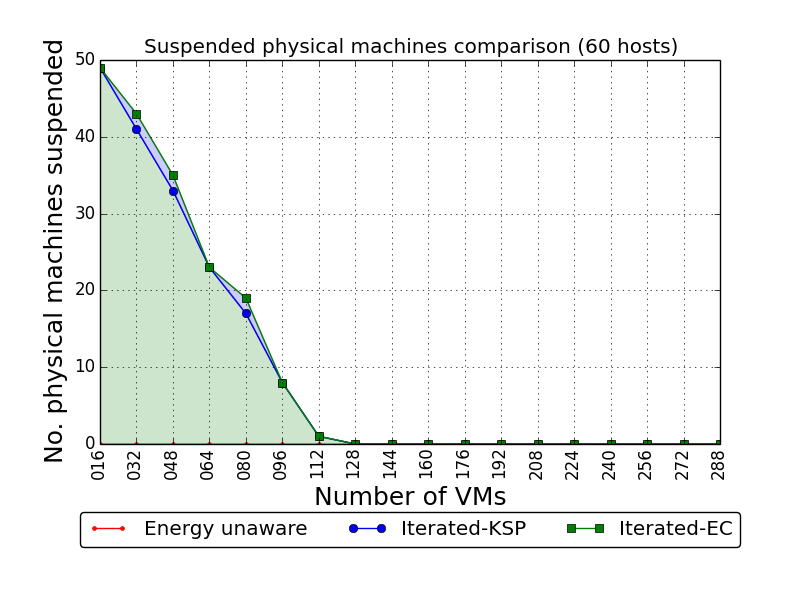 Suspended physical machines comparison (60 hosts)
No. physical machines suspended
50
40
30
20
10
0
016 032 048 064 080 096 112 128 144 160 176 192 208 224 240 256 272 288
Number of VMs
Energy unaware Iterated-KSP Iterated-EC